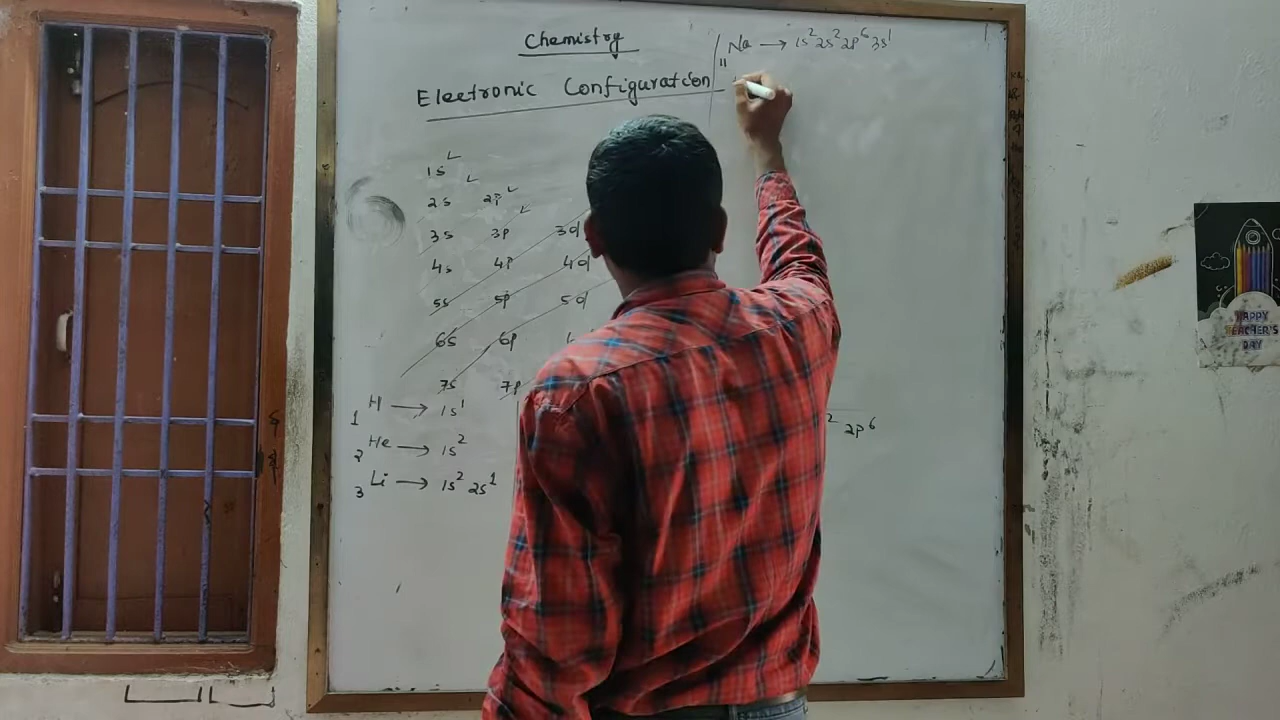 Chemistry
Electronic Configuration
1s
2s 2p
3s 3p 3d
4s 4p 4d
5s 5p 5d
6s 6p
7s 7p
1 H → 1s¹
2 He → 1s²
3 Li → 1s² 2s¹
² 2p⁶
11 Na → 1s² 2s² 2p⁶ 3s¹
HAPPY
TEACHER'S
DAY